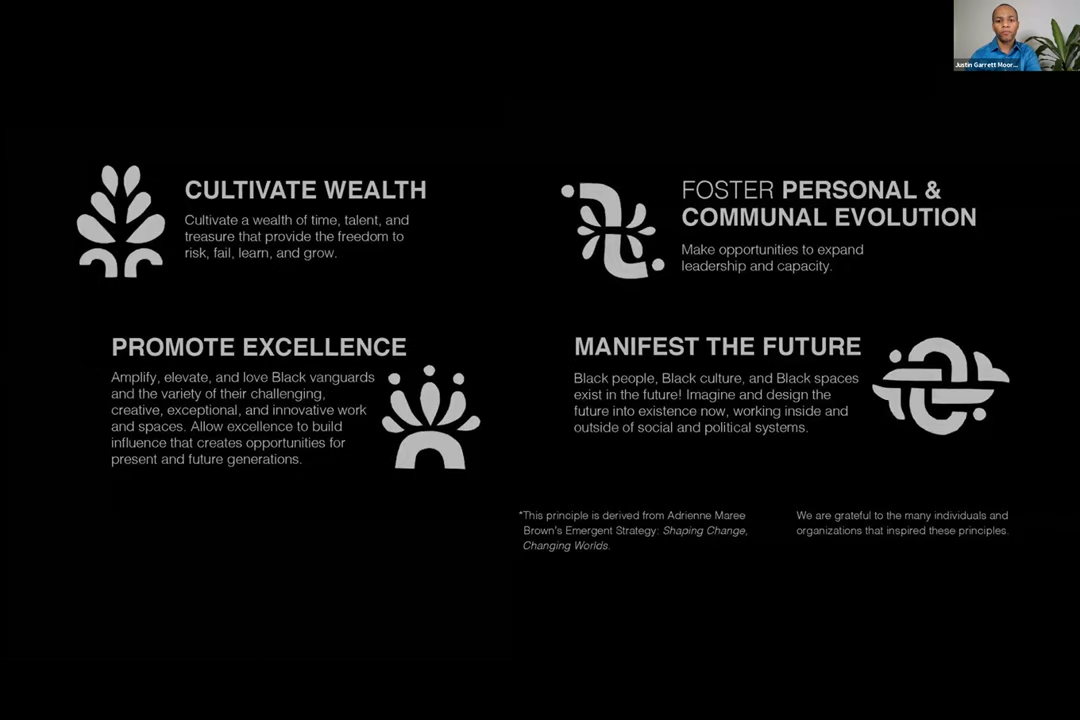 Justin Garrett Moor...
CULTIVATE WEALTH
Cultivate a wealth of time, talent, and
treasure that provide the freedom to
risk, fail, learn, and grow.
FOSTER PERSONAL &
COMMUNAL EVOLUTION
Make opportunities to expand
leadership and capacity.
PROMOTE EXCELLENCE
Amplify, elevate, and love Black vanguards
and the variety of their challenging,
creative, exceptional, and innovative work
and spaces. Allow excellence to build
influence that creates opportunities for
present and future generations.
MANIFEST THE FUTURE
Black people, Black culture, and Black spaces
exist in the future! Imagine and design the
future into existence now, working inside and
outside of social and political systems.
*This principle is derived from Adrienne Maree
Brown's Emergent Strategy: Shaping Change,
Changing Worlds.
We are grateful to the many individuals and
organizations that inspired these principles.